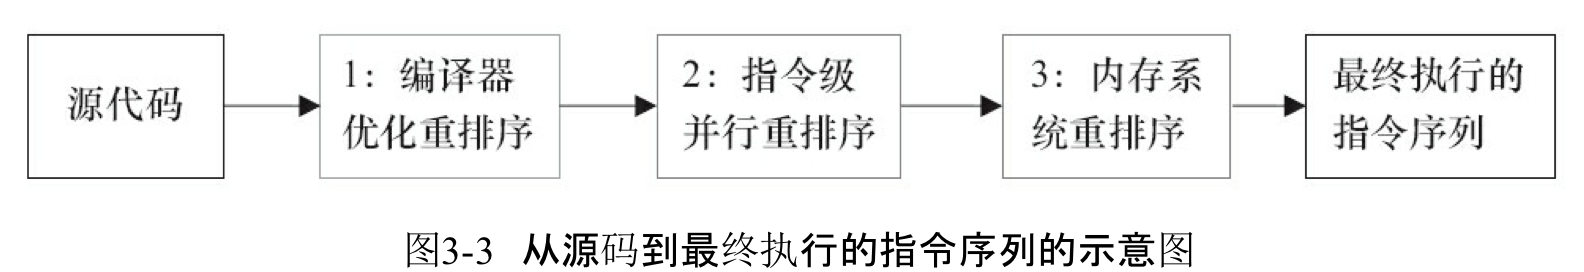 源代码
1：编译器
优化重排序
2：指令级
并行重排序
3：内存系
统重排序
最终执行的
指令序列
图3-3 从源码到最终执行的指令序列的示意图